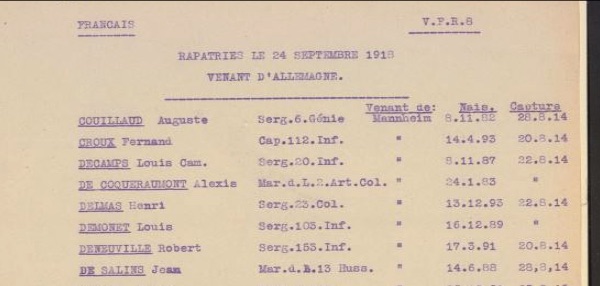 FRANCAIS V.F.R.8
RAPATRIES LE 24 SEPTEMBRE 1918
VENANT D'ALLEMAGNE.
Venant de: Nais. Capture
COUILLAUD Auguste Serg.6.Génie Mannheim 8.11.82 28.8.14
CROUX Fernand Cap.112.Inf. " 14.4.93 20.8.14
DECAMPS Louis Cam. Serg.20.Inf. " 8.11.87 22.8.14
DE COQUERAUMONT Alexis Mar.d.L.2.Art.Col. " 24.1.83 "
DELMAS Henri Serg.23.Col. " 13.12.93 22.8.14
DEMONET Louis Serg.103.Inf. " 16.12.89 "
DENEUVILLE Robert Serg.153.Inf. " 17.3.91 20.8.14
DE SALINS Jean Mar.d.L.13 Huss. " 14.6.88 28,8,14